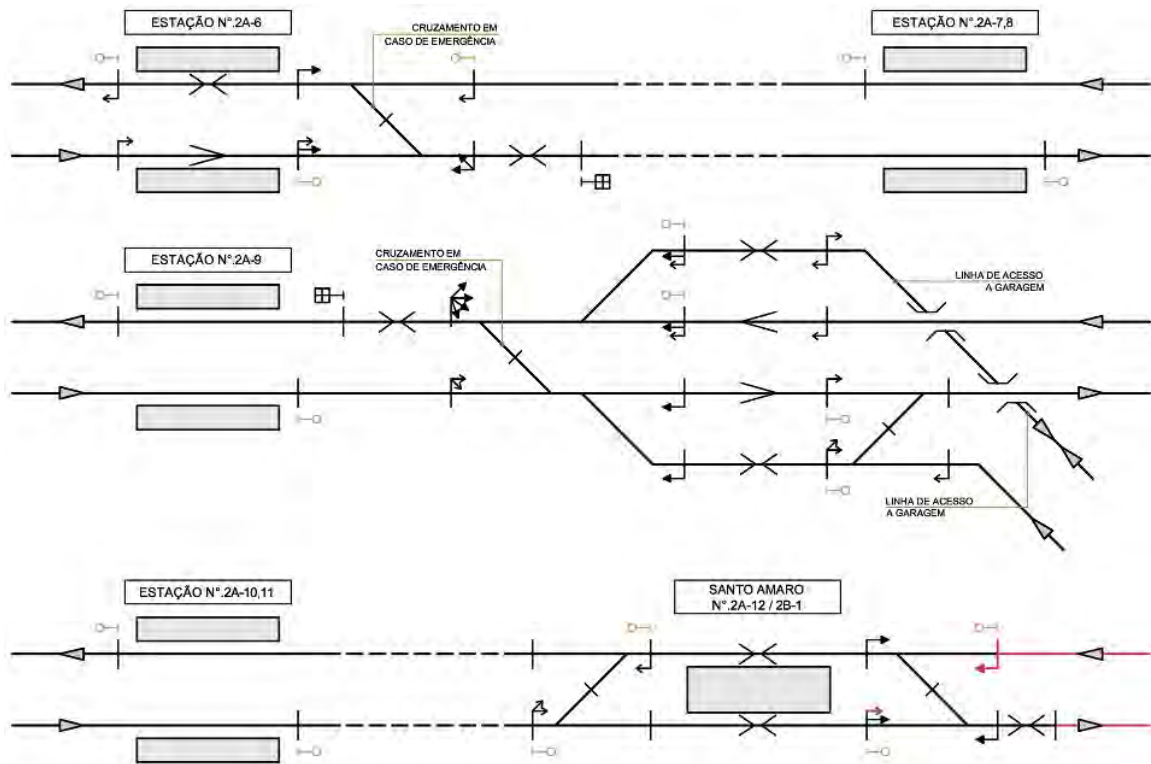 ESTAÇÃO N°.2A-6
CRUZAMENTO EM
CASO DE EMERGÊNCIA
ESTAÇÃO N°.2A-7,8
ESTAÇÃO N°.2A-9
CRUZAMENTO EM
CASO DE EMERGÊNCIA
LINHA DE ACESSO
A GARAGEM
LINHA DE ACESSO
A GARAGEM
ESTAÇÃO N°.2A-10,11
SANTO AMARO
N°.2A-12 / 2B-1